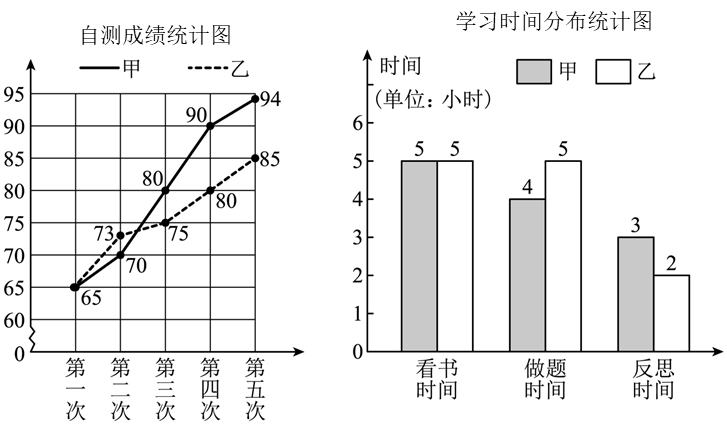 自测成绩统计图
甲 乙
95
90
85
80
75
70
65
60
0
65
73
70
80
75
90
80
94
85
第一次
第二次
第三次
第四次
第五次
学习时间分布统计图
时间
(单位：小时)
甲 乙
6
5
4
3
2
1
0
5 5
4 5
3 2
看书
时间
做题
时间
反思
时间